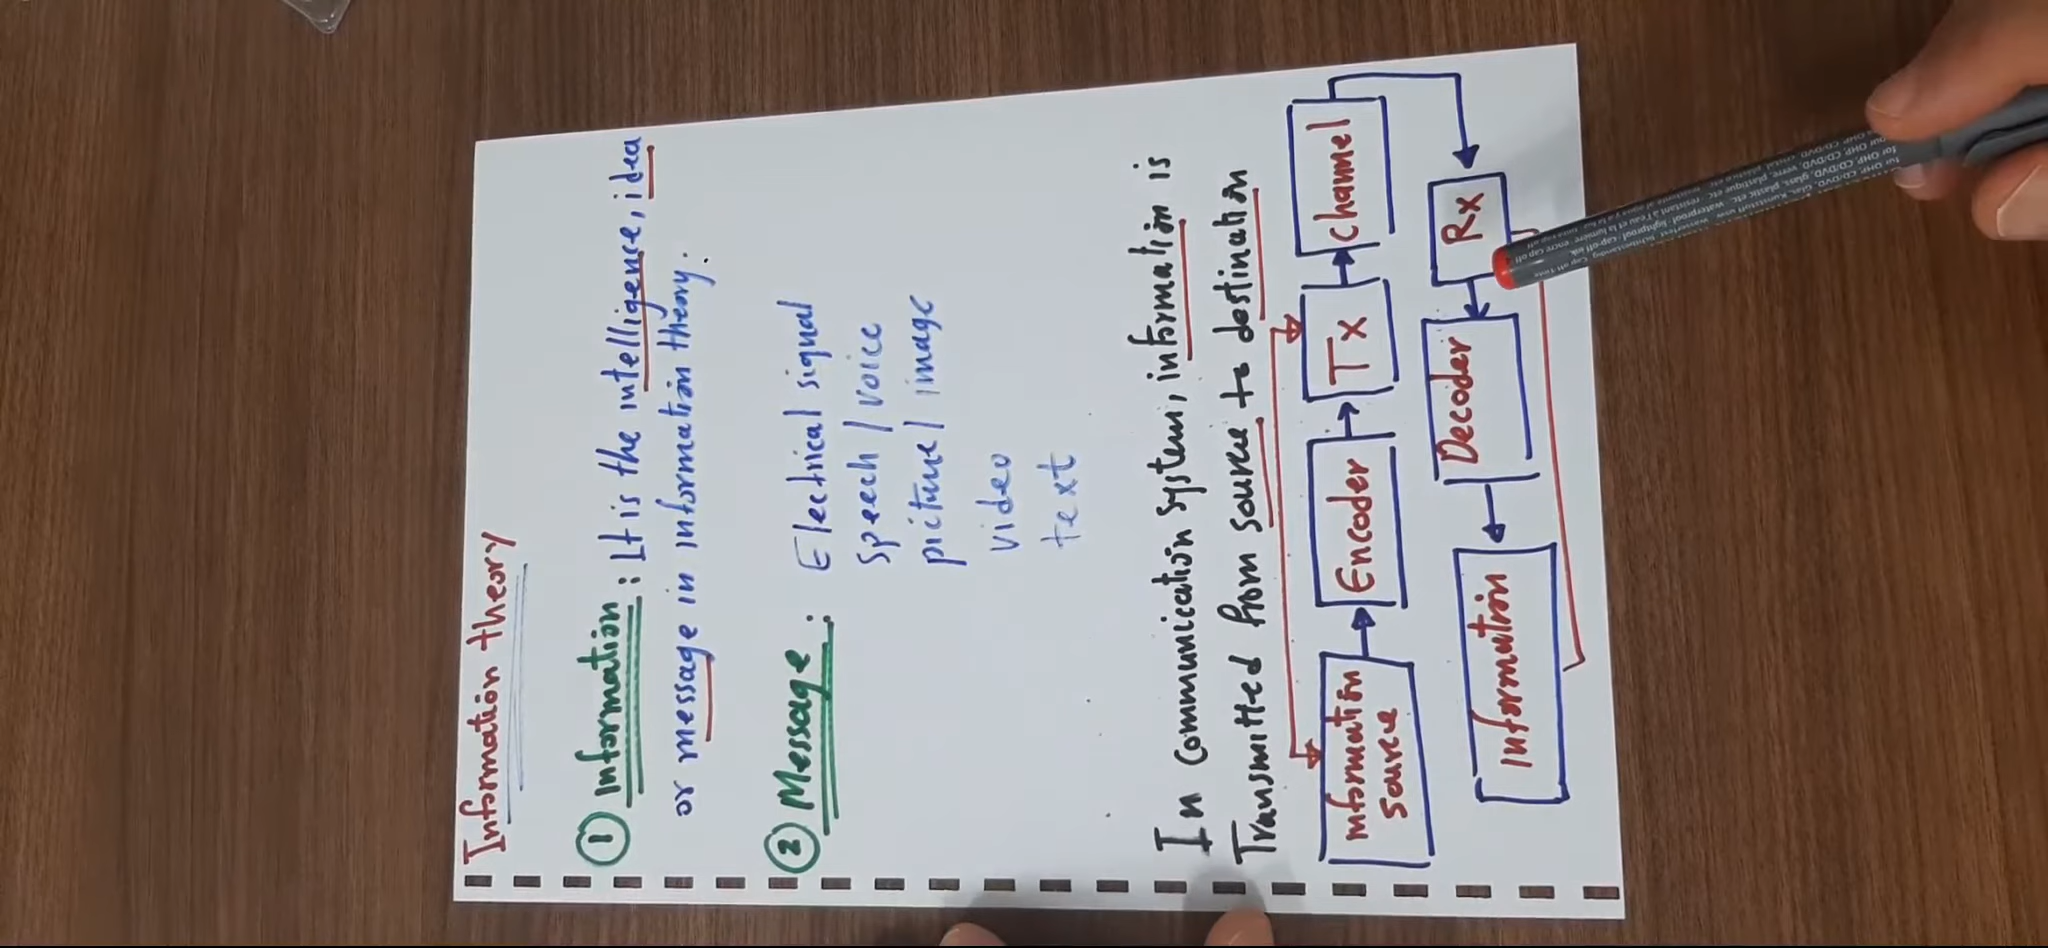 Information theory
① Information : It is the intelligence, idea
or message in information theory.
② Message :
Electrical signal
speech / voice
picture / image
video
text
In communication system, information is
Transmitted from source to destination
Information source
Encoder
Tx
channel
Rx
Decoder
Information